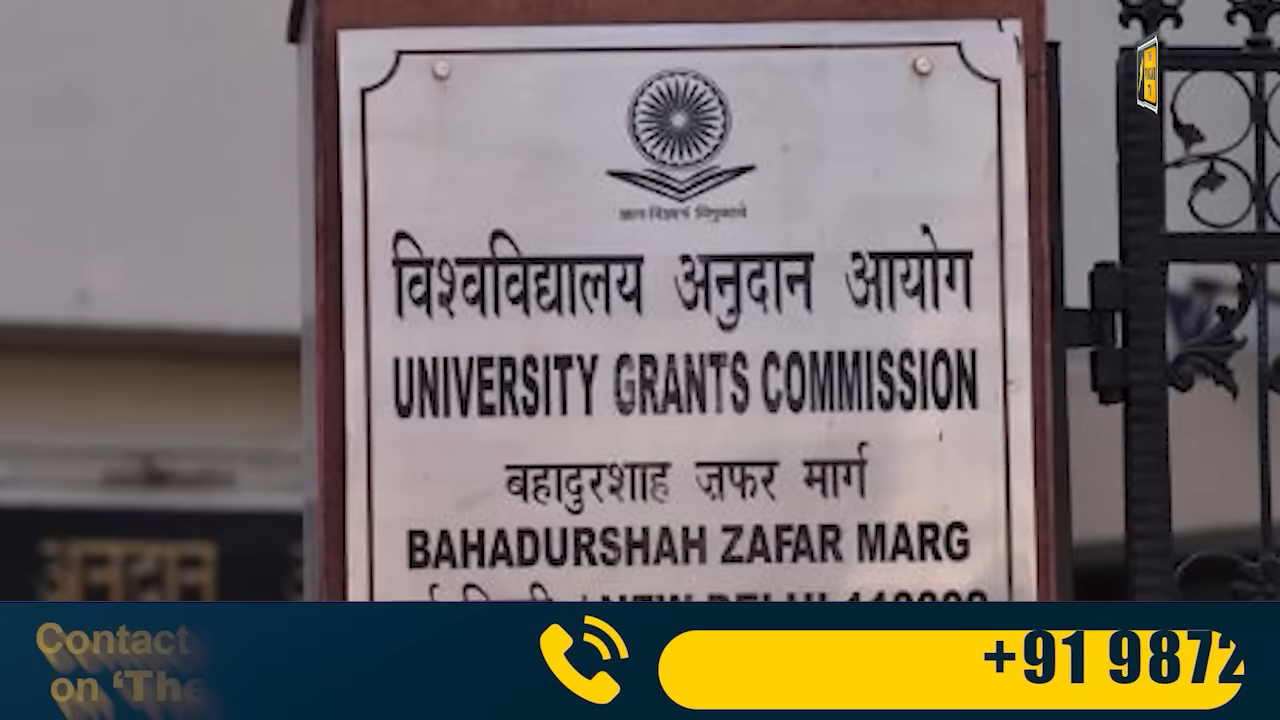 विश्वविद्यालय अनुदान आयोग
UNIVERSITY GRANTS COMMISSION
बहादुरशाह ज़फर मार्ग
BAHADURSHAH ZAFAR MARG
Contact
on ‘The
+91 9872